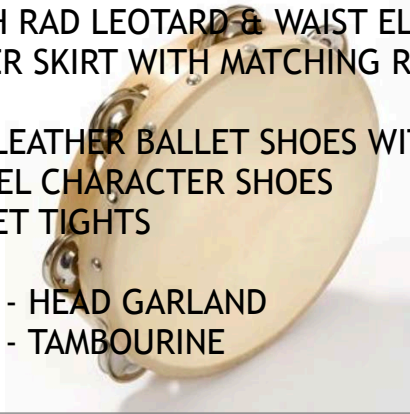 RAD LEOTARD & WAIST EL
ER SKIRT WITH MATCHING R
LEATHER BALLET SHOES WIT
EL CHARACTER SHOES
ET TIGHTS
- HEAD GARLAND
- TAMBOURINE